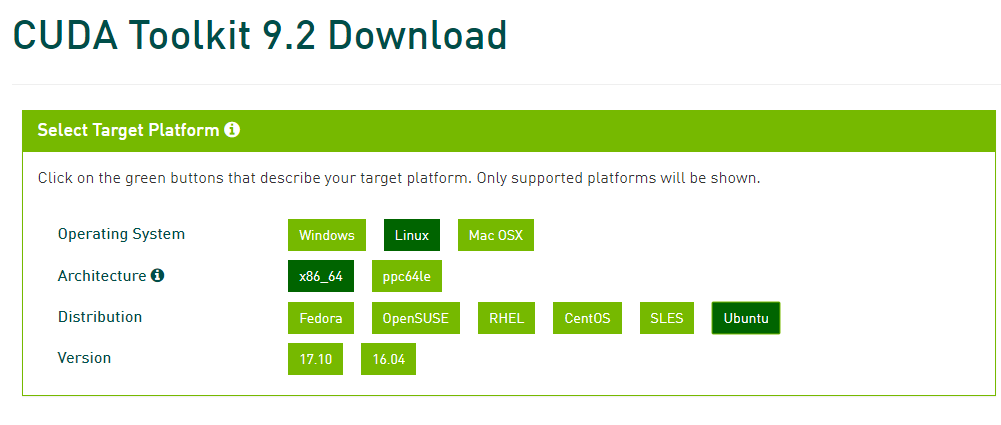 CUDA Toolkit 9.2 Download
Select Target Platform
Click on the green buttons that describe your target platform. Only supported platforms will be shown.
Operating System Windows Linux Mac OSX
Architecture x86_64 ppc64le
Distribution Fedora OpenSUSE RHEL CentOS SLES Ubuntu
Version 17.10 16.04